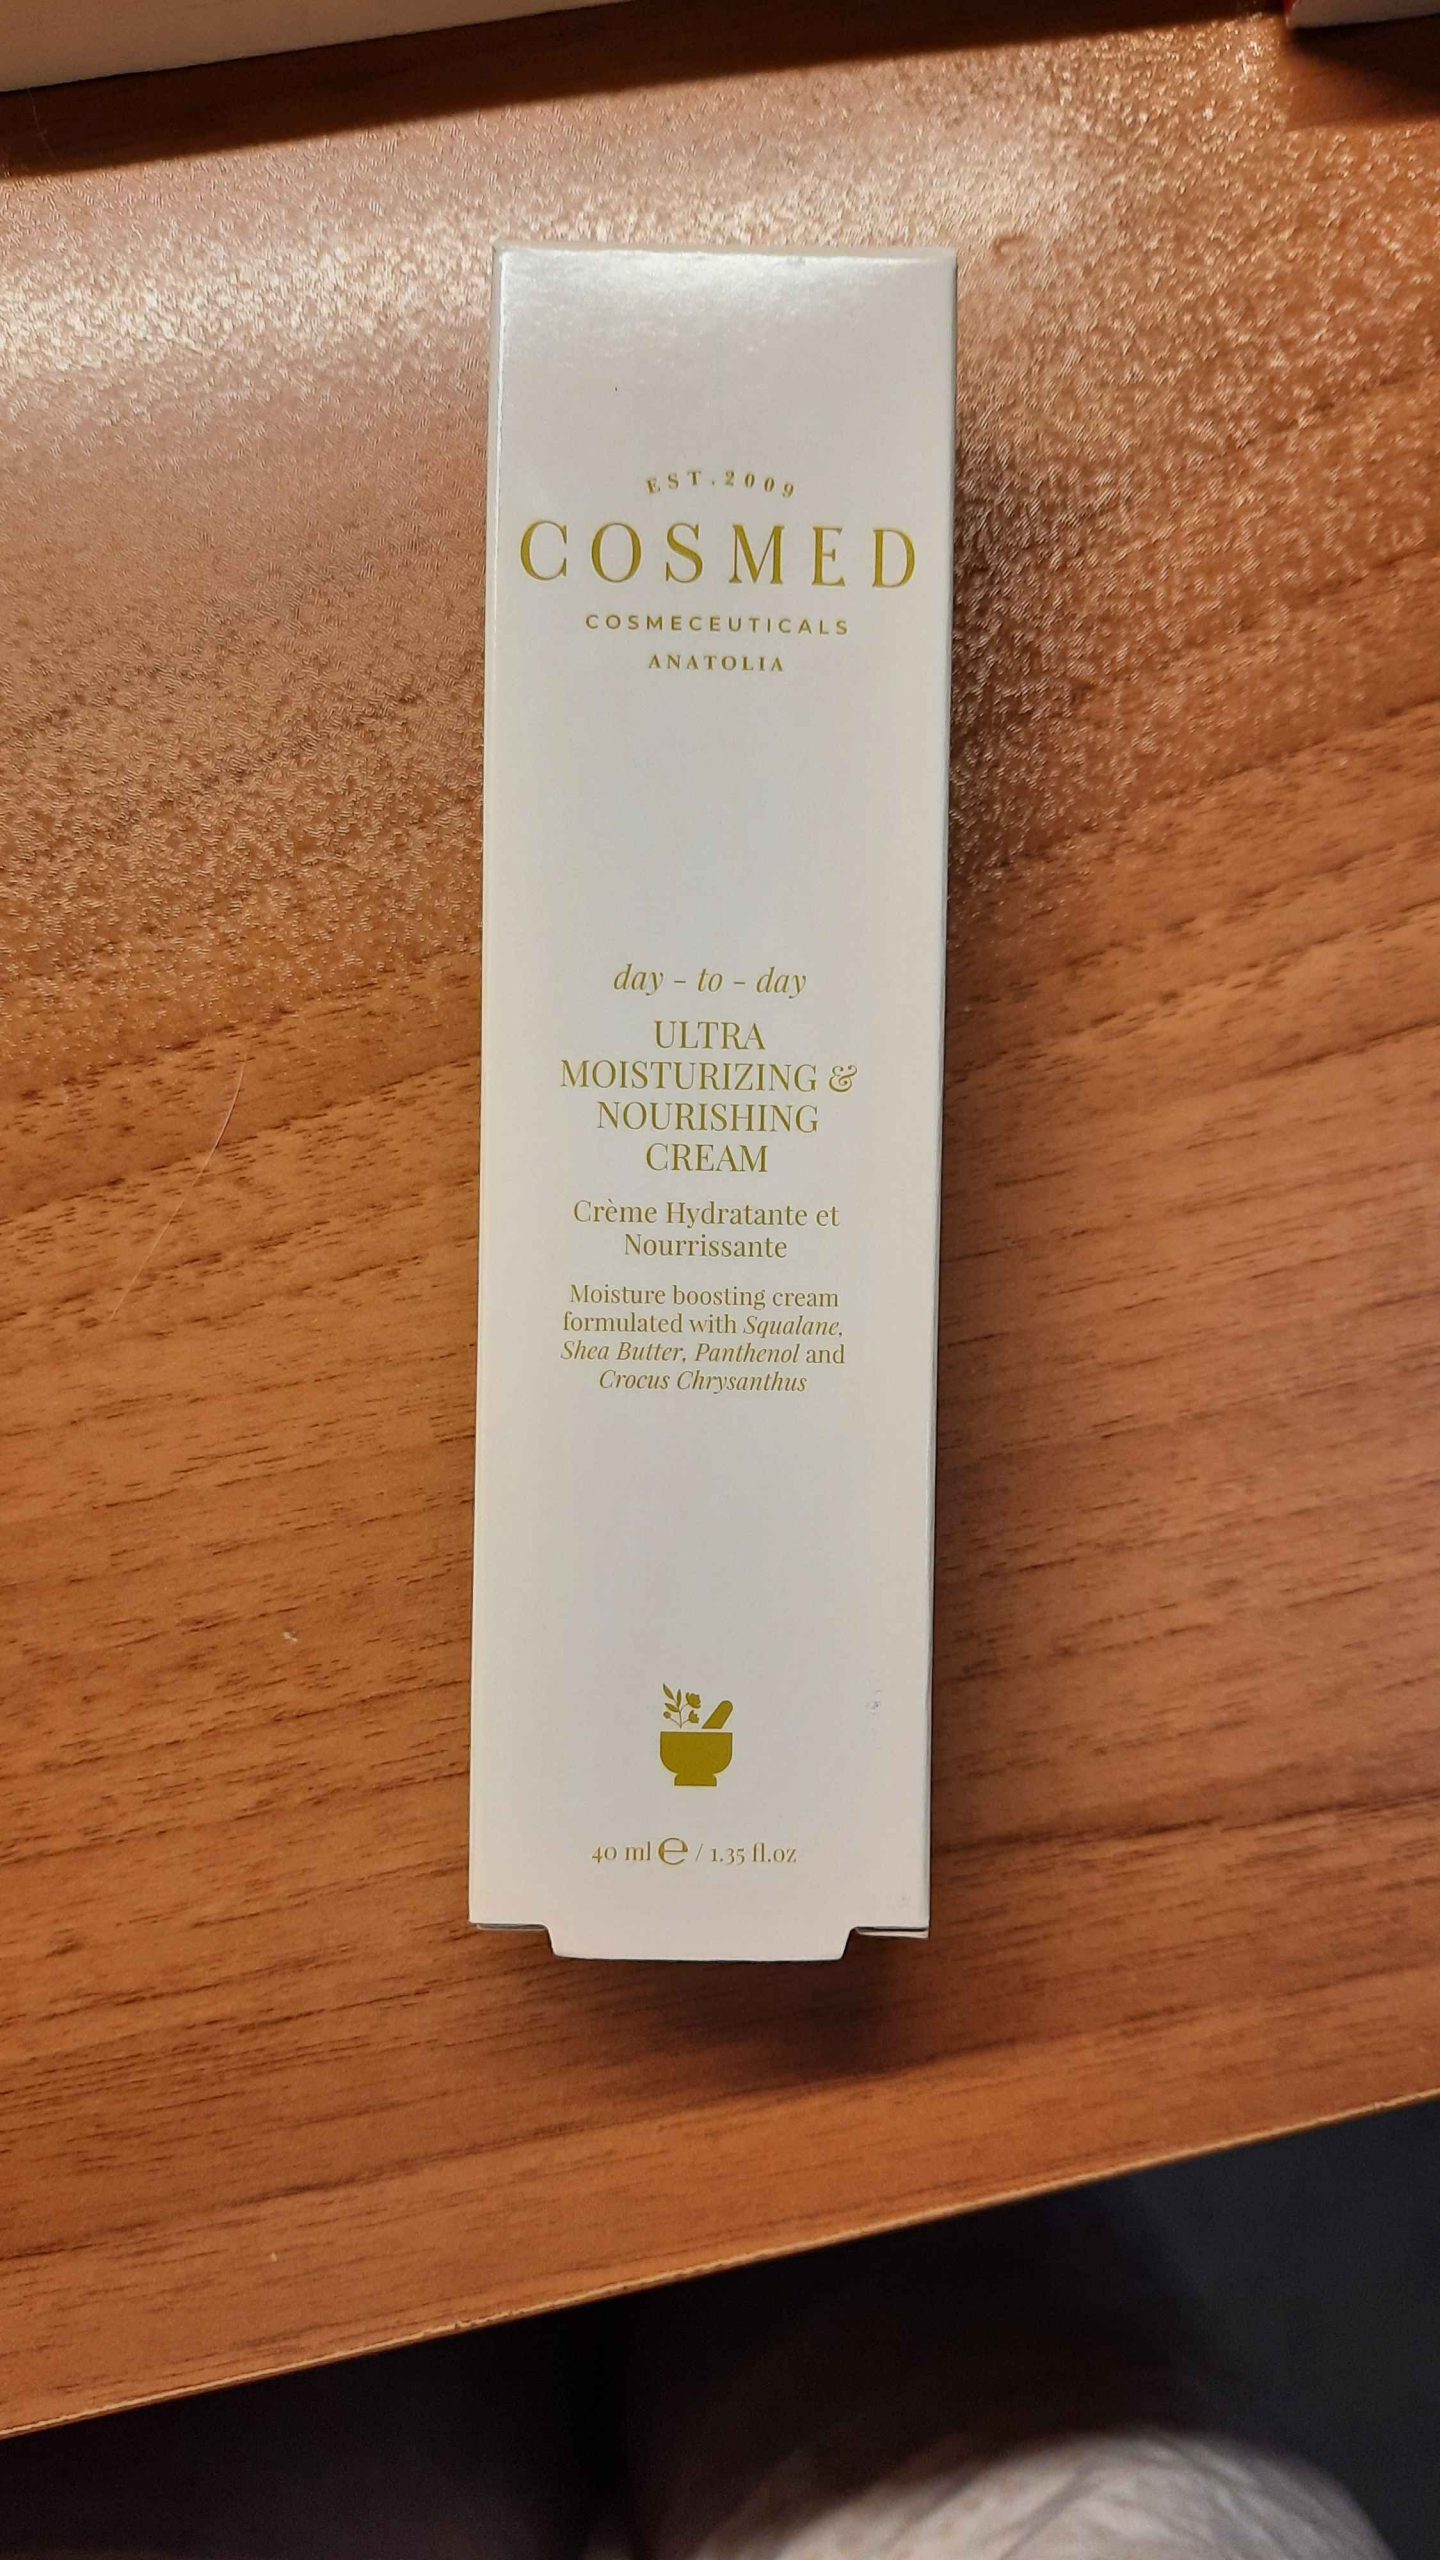 EST.2009
COSMED
COSMECEUTICALS
ANATOLIA
day - to - day
ULTRA
MOISTURIZING &
NOURISHING
CREAM
Crème Hydratante et
Nourrissante
Moisture boosting cream
formulated with Squalane,
Shea Butter, Panthenol and
Crocus Chrysanthus
40 ml ℮ / 1.35 fl.oz